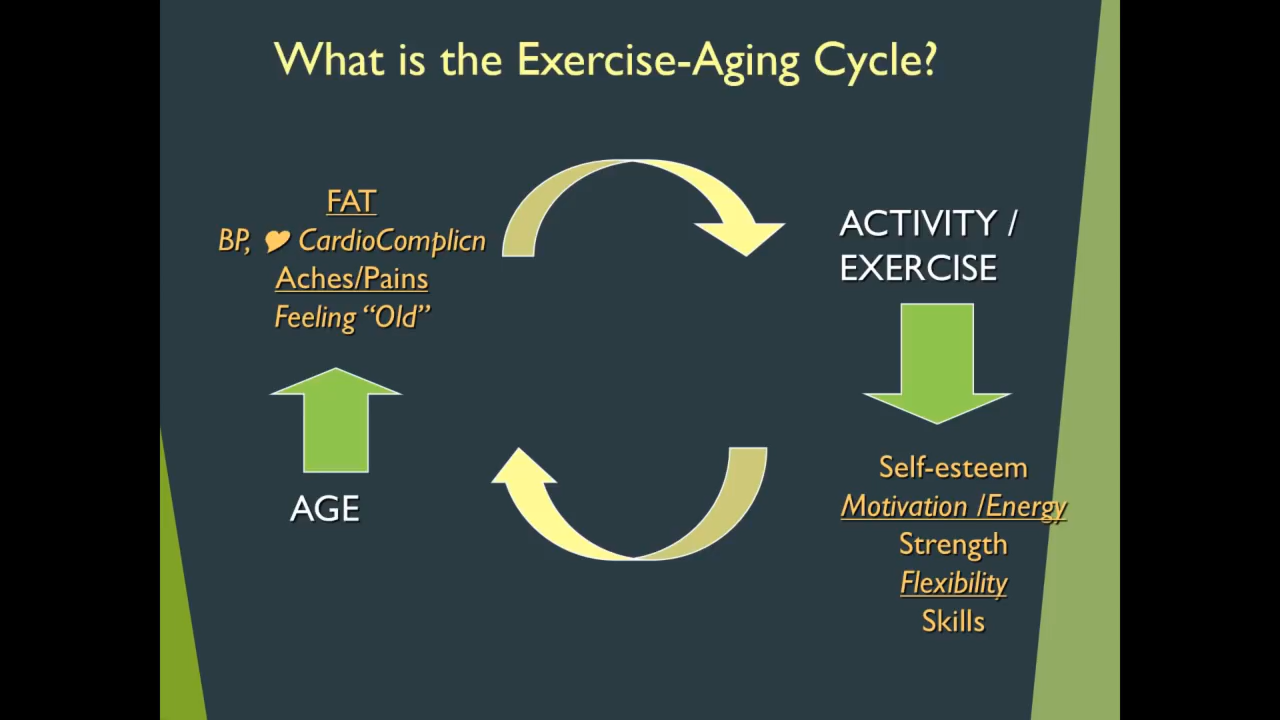 What is the Exercise-Aging Cycle?
FAT
BP, ❤ CardioComplicn
Aches/Pains
Feeling “Old”
AGE
ACTIVITY /
EXERCISE
Self-esteem
Motivation /Energy
Strength
Flexibility
Skills